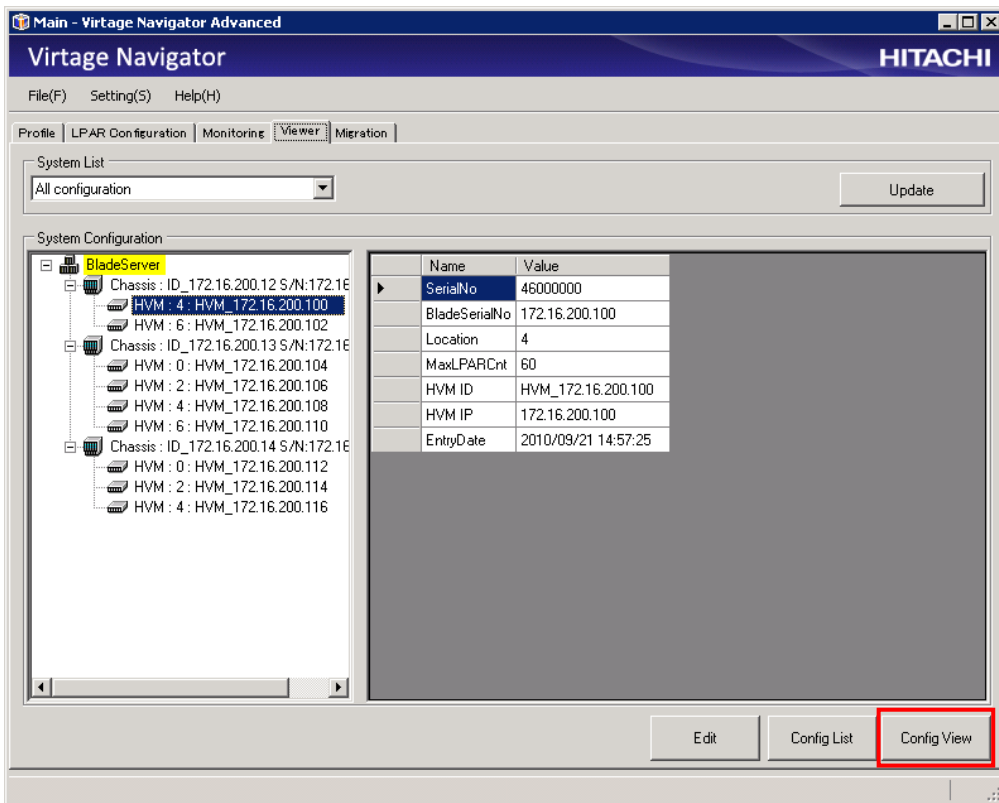 Main - Virtage Navigator Advanced
Virtage Navigator
HITACHI
File(F) Setting(S) Help(H)
Profile LPAR Configuration Monitoring Viewer Migration
System List
All configuration
Update
System Configuration
BladeServer
Chassis : ID_172.16.200.12 S/N:172.16
HVM : 4 : HVM_172.16.200.100
HVM : 6 : HVM_172.16.200.102
Chassis : ID_172.16.200.13 S/N:172.16
HVM : 0 : HVM_172.16.200.104
HVM : 2 : HVM_172.16.200.106
HVM : 4 : HVM_172.16.200.108
HVM : 6 : HVM_172.16.200.110
Chassis : ID_172.16.200.14 S/N:172.16
HVM : 0 : HVM_172.16.200.112
HVM : 2 : HVM_172.16.200.114
HVM : 4 : HVM_172.16.200.116
Name Value
SerialNo 46000000
BladeSerialNo 172.16.200.100
Location 4
MaxLPARCnt 60
HVM ID HVM_172.16.200.100
HVM IP 172.16.200.100
EntryDate 2010/09/21 14:57:25
Edit Config List Config View